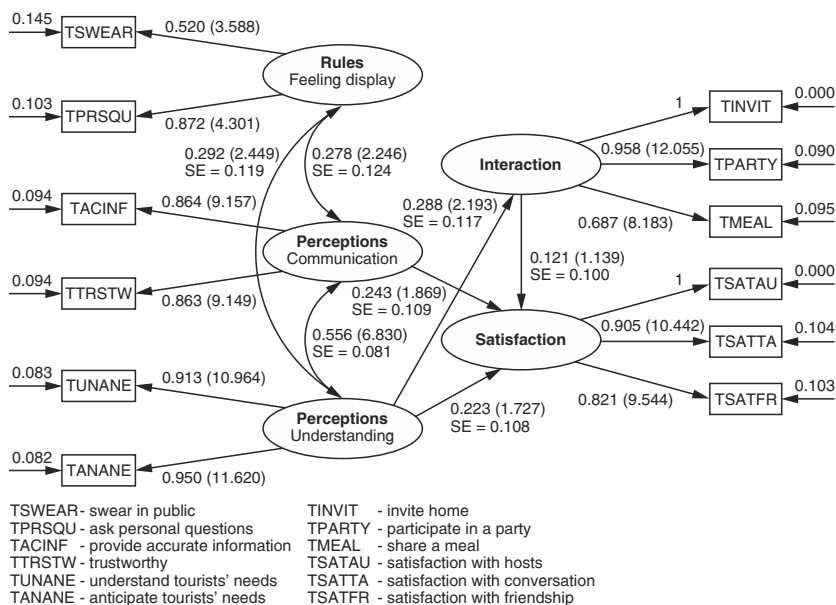 0.145
TSWEAR
0.520 (3.588)
Rules
Feeling display
0.103
TPRSQU
0.872 (4.301)
0.292 (2.449)
SE = 0.119
0.278 (2.246)
SE = 0.124
0.094
TACINF
0.864 (9.157)
Perceptions
Communication
0.094
TTRSTW
0.863 (9.149)
0.243 (1.869)
SE = 0.109
0.556 (6.830)
SE = 0.081
0.083
TUNANE
0.913 (10.964)
Perceptions
Understanding
0.082
TANANE
0.950 (11.620)
0.288 (2.193)
SE = 0.117
0.223 (1.727)
SE = 0.108
Interaction
0.121 (1.139)
SE = 0.100
Satisfaction
1
TINVIT
0.000
0.958 (12.055)
TPARTY
0.090
0.687 (8.183)
TMEAL
0.095
1
TSATAU
0.000
0.905 (10.442)
TSATTA
0.104
0.821 (9.544)
TSATFR
0.103
TSWEAR - swear in public
TPRSQU - ask personal questions
TACINF - provide accurate information
TTRSTW - trustworthy
TUNANE - understand tourists' needs
TANANE - anticipate tourists' needs
TINVIT - invite home
TPARTY - participate in a party
TMEAL - share a meal
TSATAU - satisfaction with hosts
TSATTA - satisfaction with conversation
TSATFR - satisfaction with friendship